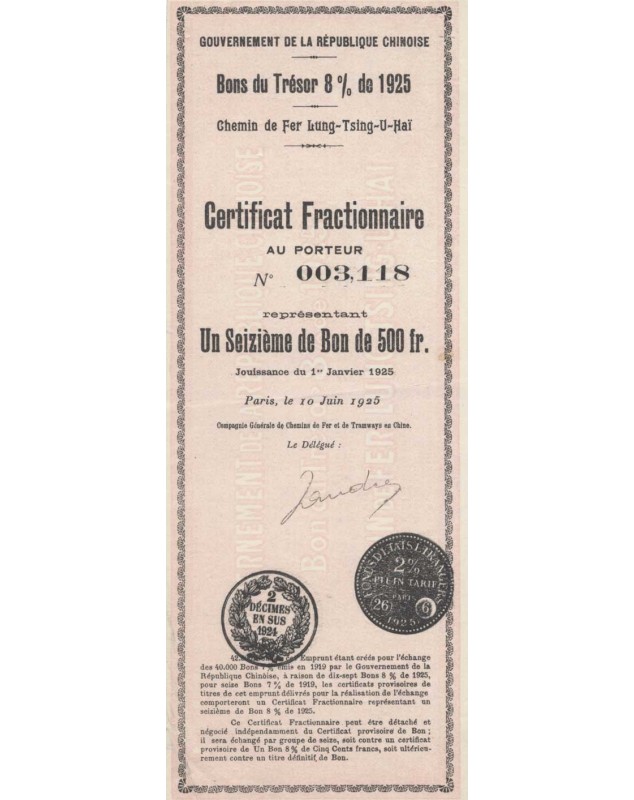 GOUVERNEMENT DE LA RÉPUBLIQUE CHINOISE
Bons du Trésor 8 % de 1925
Chemin de Fer Lung-Tsing-U-Haï
Certificat Fractionnaire
AU PORTEUR
N° 003,118
représentant
Un Seizième de Bon de 500 fr.
Jouissance du 1er Janvier 1925
Paris, le 10 Juin 1925
Compagnie Générale de Chemins de Fer et de Tramways en Chine.
Le Délégué :
FONDS D'ETATS ETRANGERS
2%
PLEIN TARIF
PARIS
26 6
1925
2
DÉCIMES
EN SUS
1924
42. Emprunt étant créés pour l'échange
des 40.000 Bons 7 % émis en 1919 par le Gouvernement de la
République Chinoise, à raison de dix-sept Bons 8 % de 1925,
pour seize Bons 7 % de 1919, les certificats provisoires de
titres de cet emprunt délivrés pour la réalisation de l'échange
comporteront un Certificat Fractionnaire représentant un
seizième de Bon 8 % de 1925.
Ce Certificat Fractionnaire peut être détaché et
négocié indépendamment du Certificat provisoire de Bon ;
il sera échangé par groupe de seize, soit contre un certificat
provisoire de Un Bon 8 % de Cinq Cents francs, soit ultérieu-
rement contre un titre définitif de Bon.